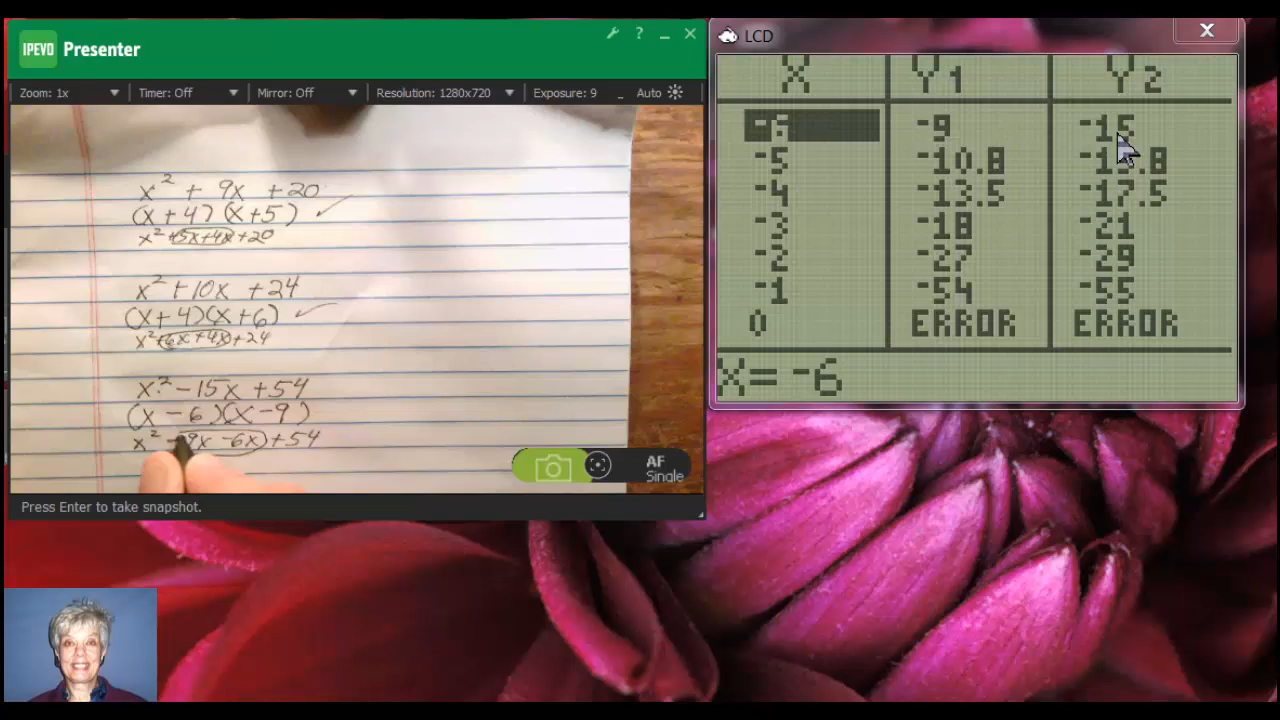 IPEVO Presenter
Zoom: 1x Timer: Off Mirror: Off Resolution: 1280x720 Exposure: 9 _ Auto
x² + 9x + 20
(x + 4) (x + 5) ✓
x² + 5x + 4x + 20
x² + 10x + 24
(x + 4)(x + 6) ✓
x² + 6x + 4x + 24
x² - 15x + 54
(x - 6)(x - 9)
x² - 9x - 6x + 54
AF
Single
Press Enter to take snapshot.
LCD
X Y1 Y2
-9 -15
-5 -10.8
-4 -13.5 -17.5
-3 -18 -21
-2 -27 -29
-1 -54 -55
0 ERROR ERROR
X= -6